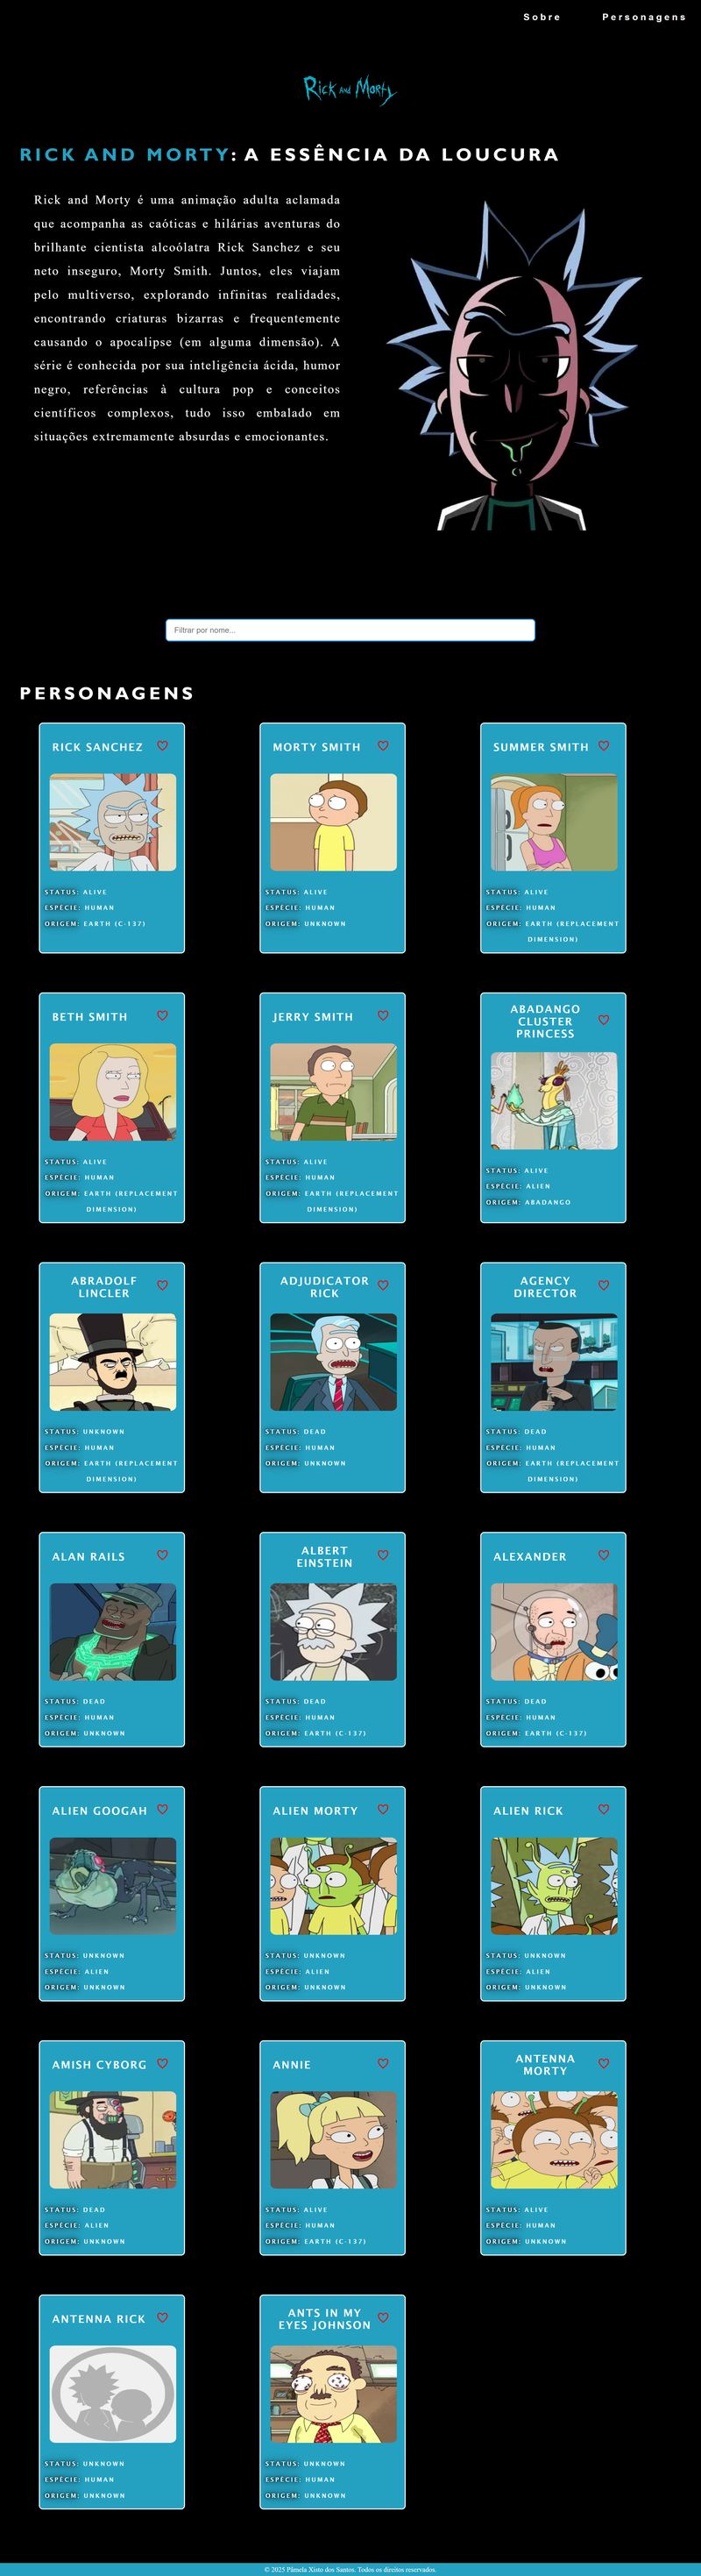 Sobre Personagens
Rick and Morty
RICK AND MORTY: A ESSÊNCIA DA LOUCURA
Rick and Morty é uma animação adulta aclamada
que acompanha as caóticas e hilárias aventuras do
brilhante cientista alcoólatra Rick Sanchez e seu
neto inseguro, Morty Smith. Juntos, eles viajam
pelo multiverso, explorando infinitas realidades,
encontrando criaturas bizarras e frequentemente
causando o apocalipse (em alguma dimensão). A
série é conhecida por sua inteligência ácida, humor
negro, referências à cultura pop e conceitos
científicos complexos, tudo isso embalado em
situações extremamente absurdas e emocionantes.
Filtrar por nome...
PERSONAGENS
RICK SANCHEZ
STATUS: ALIVE
ESPÉCIE: HUMAN
ORIGEM: EARTH (C-137)
MORTY SMITH
STATUS: ALIVE
ESPÉCIE: HUMAN
ORIGEM: UNKNOWN
SUMMER SMITH
STATUS: ALIVE
ESPÉCIE: HUMAN
ORIGEM: EARTH (REPLACEMENT
DIMENSION)
BETH SMITH
STATUS: ALIVE
ESPÉCIE: HUMAN
ORIGEM: EARTH (REPLACEMENT
DIMENSION)
JERRY SMITH
STATUS: ALIVE
ESPÉCIE: HUMAN
ORIGEM: EARTH (REPLACEMENT
DIMENSION)
ABADANGO
CLUSTER
PRINCESS
STATUS: ALIVE
ESPÉCIE: ALIEN
ORIGEM: ABADANGO
ABRADOLF
LINCLER
STATUS: UNKNOWN
ESPÉCIE: HUMAN
ORIGEM: EARTH (REPLACEMENT
DIMENSION)
ADJUDICATOR
RICK
STATUS: DEAD
ESPÉCIE: HUMAN
ORIGEM: UNKNOWN
AGENCY
DIRECTOR
STATUS: DEAD
ESPÉCIE: HUMAN
ORIGEM: EARTH (REPLACEMENT
DIMENSION)
ALAN RAILS
STATUS: DEAD
ESPÉCIE: HUMAN
ORIGEM: UNKNOWN
ALBERT
EINSTEIN
STATUS: DEAD
ESPÉCIE: HUMAN
ORIGEM: EARTH (C-137)
ALEXANDER
STATUS: DEAD
ESPÉCIE: HUMAN
ORIGEM: EARTH (C-137)
ALIEN GOOGAH
STATUS: UNKNOWN
ESPÉCIE: ALIEN
ORIGEM: UNKNOWN
ALIEN MORTY
STATUS: UNKNOWN
ESPÉCIE: ALIEN
ORIGEM: UNKNOWN
ALIEN RICK
STATUS: UNKNOWN
ESPÉCIE: ALIEN
ORIGEM: UNKNOWN
AMISH CYBORG
STATUS: DEAD
ESPÉCIE: ALIEN
ORIGEM: UNKNOWN
ANNIE
STATUS: ALIVE
ESPÉCIE: HUMAN
ORIGEM: EARTH (C-137)
ANTENNA
MORTY
STATUS: ALIVE
ESPÉCIE: HUMAN
ORIGEM: UNKNOWN
ANTENNA RICK
STATUS: UNKNOWN
ESPÉCIE: HUMAN
ORIGEM: UNKNOWN
ANTS IN MY
EYES JOHNSON
STATUS: UNKNOWN
ESPÉCIE: HUMAN
ORIGEM: UNKNOWN
© 2025 Pâmela Xisto dos Santos. Todos os direitos reservados.